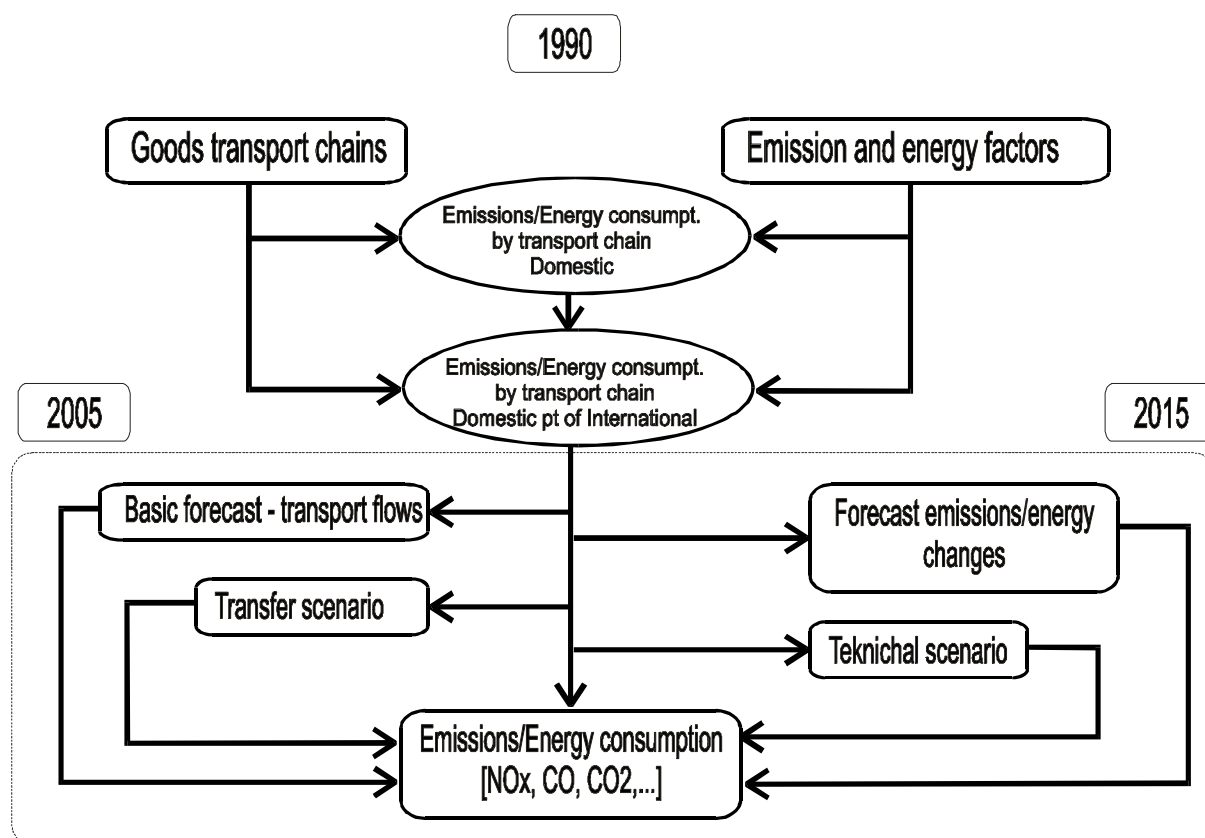 1990
Goods transport chains
Emission and energy factors
Emissions/Energy consumpt.
by transport chain
Domestic
Emissions/Energy consumpt.
by transport chain
Domestic pt of International
2005
2015
Basic forecast - transport flows
Forecast emissions/energy
changes
Transfer scenario
Teknichal scenario
Emissions/Energy consumption
[NOx, CO, CO2,...]